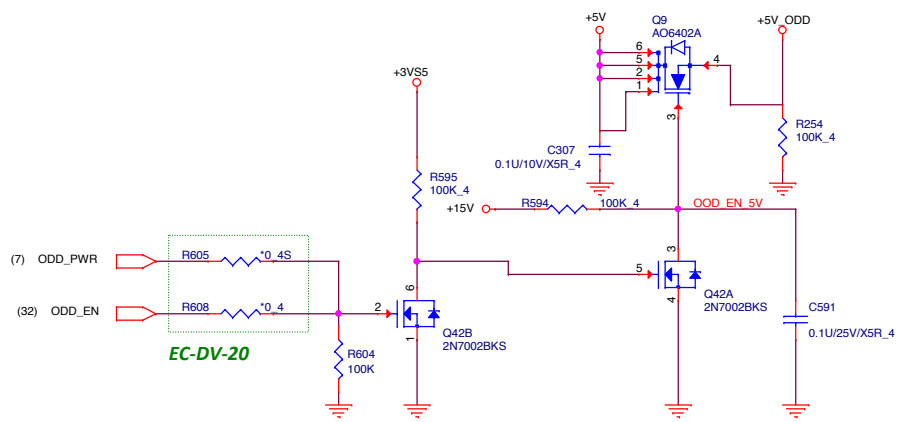 +5V
Q9
AO6402A
+5V_ODD
6
5
2
1
4
3
+3VS5
R254
100K_4
C307
0.1U/10V/X5R_4
R595
100K_4
+15V
R594
100K_4
OOD_EN_5V
(7) ODD_PWR
R605
*0_4S
6
5
3
4
Q42A
2N7002BKS
(32) ODD_EN
R608
*0_4
2
1
Q42B
2N7002BKS
C591
0.1U/25V/X5R_4
EC-DV-20
R604
100K